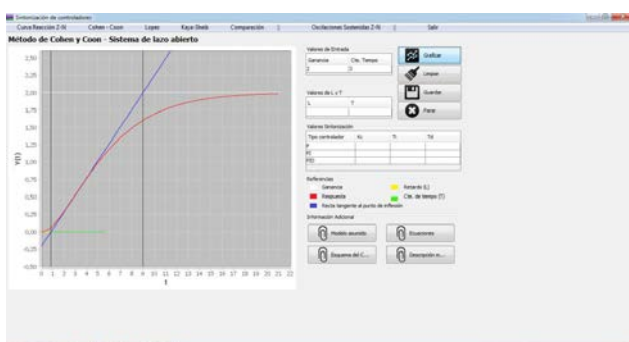 Sintonización de controladores
Curva Reacción Z-N Cohen - Coon Lopez Kaya-Sheib Comparación || Oscilaciones Sostenidas Z-N || Salir
Método de Cohen y Coon - Sistema de lazo abierto
Valores de Entrada
Ganancia Cte. Tiempo
2 3
Graficar
Limpiar
Valores de L y T
L T
Guardar
Parar
Valores Sintonización
Tipo controlador Kc Ti Td
P
PI
PID
Referencias
Ganancia Retardo (L)
Respuesta Cte. de tiempo (T)
Recta tangente al punto de inflexión
Información Adicional
Modelo asumido Ecuaciones
Esquema del C... Descripción m...
Y(t)
2,50
2,25
2,00
1,75
1,50
1,25
1,00
0,75
0,50
0,25
0,00
-0,25
-0,50
0 1 2 3 4 5 6 7 8 9 10 11 12 13 14 15 16 17 18 19 20 21 22
t